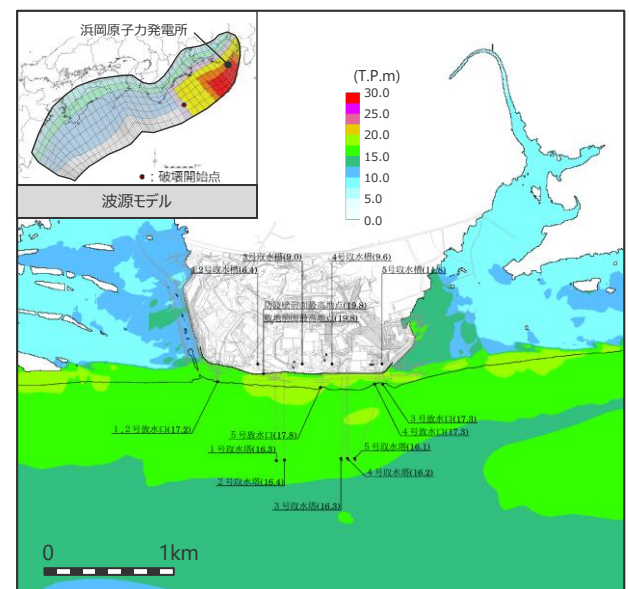 浜岡原子力発電所
●:破壊開始点
波源モデル
(T.P.m)
30.0
25.0
20.0
15.0
10.0
5.0
0.0
3号取水槽(9.0)
4号取水槽(9.6)
1,2号取水槽(6.4)
5号取水槽(11.8)
防波壁前面最高地点(19.8)
敷地前面最高地点(19.8)
1,2号放水口(17.2)
5号放水口(17.8)
3号放水口(17.3)
4号放水口(17.3)
1号取水塔(16.3)
5号取水塔(16.1)
2号取水塔(16.4)
4号取水塔(16.2)
3号取水塔(16.3)
0 1km